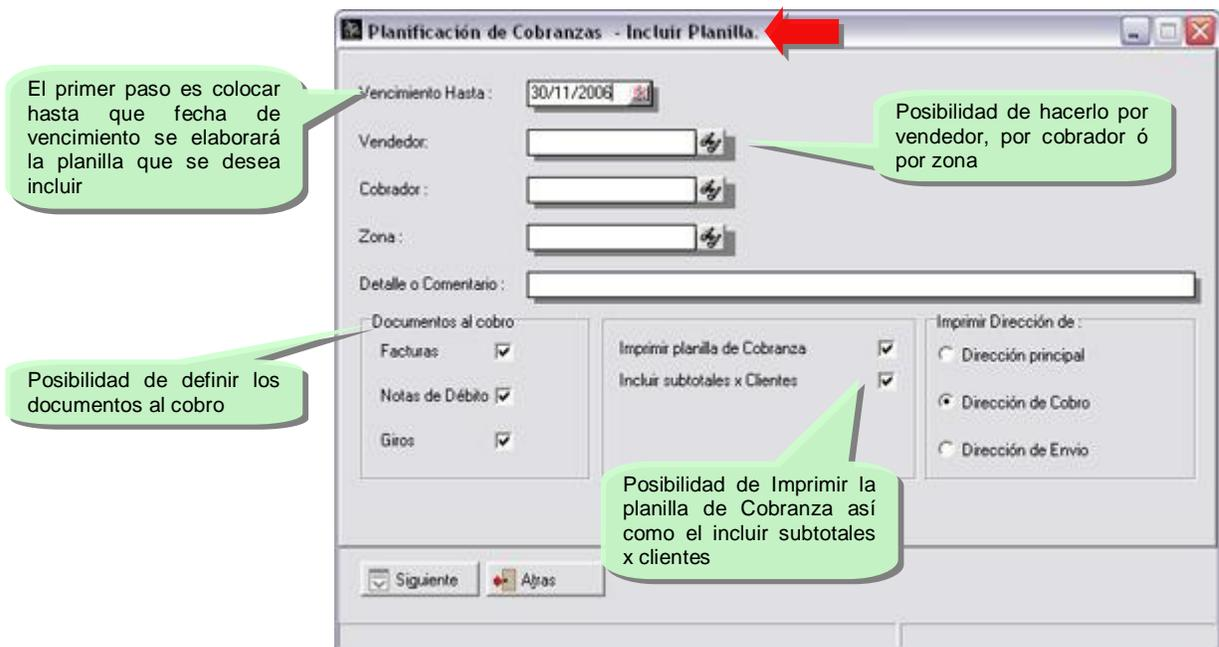 Planificación de Cobranzas - Incluir Planilla.
El primer paso es colocar
hasta que fecha de
vencimiento se elaborará
la planilla que se desea
incluir
Vencimiento Hasta :
30/11/2006
Posibilidad de hacerlo por
vendedor, por cobrador ó
por zona
Vendedor:
Cobrador :
Zona :
Detalle o Comentario :
Posibilidad de definir los
documentos al cobro
Documentos al cobro
Facturas
Notas de Débito
Giros
Imprimir planilla de Cobranza
Incluir subtotales x Clientes
Imprimir Dirección de :
Dirección principal
Dirección de Cobro
Dirección de Envio
Posibilidad de Imprimir la
planilla de Cobranza así
como el incluir subtotales
x clientes
Siguiente
Atras